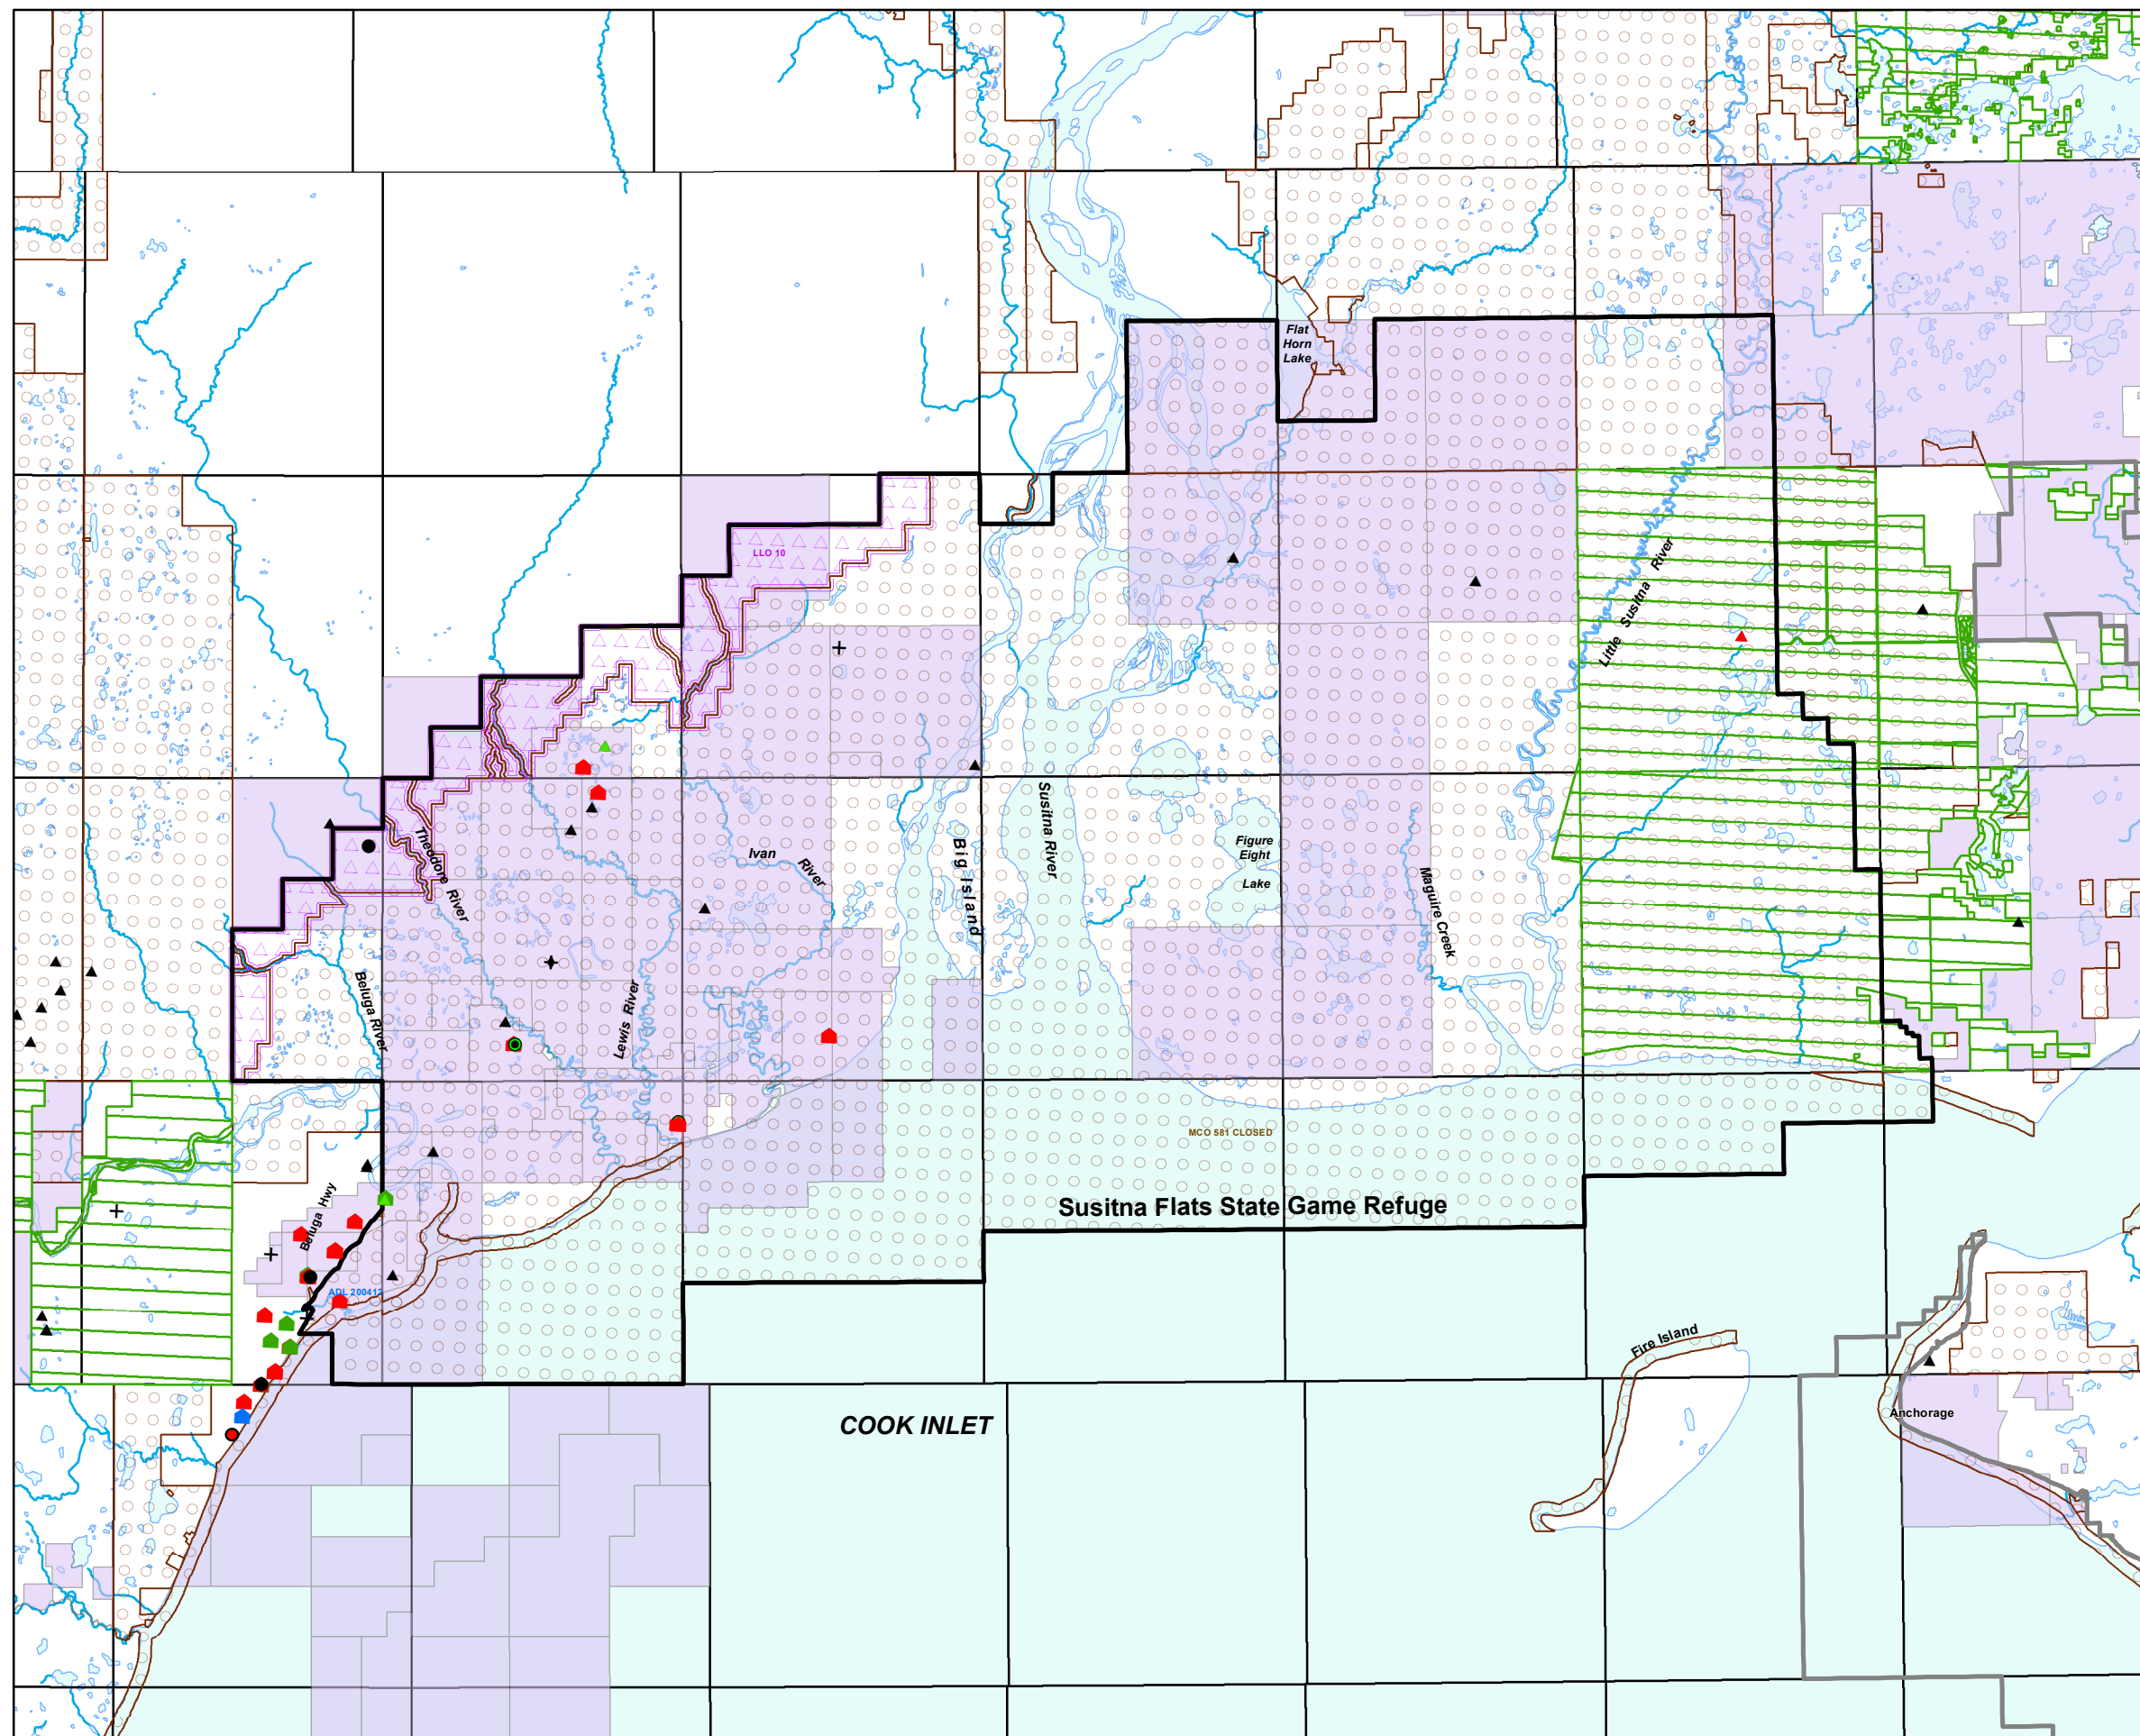 Flat
Horn
Lake
LLO 10
Little Susitna River
Theodore River
Ivan River
Big Island
Susitna River
Figure
Eight
Lake
Maguire Creek
Beluga River
Lewis River
MCO 581 CLOSED
Susitna Flats State Game Refuge
Beluga Hwy
ADL 200412
Fire Island
Anchorage
COOK INLET